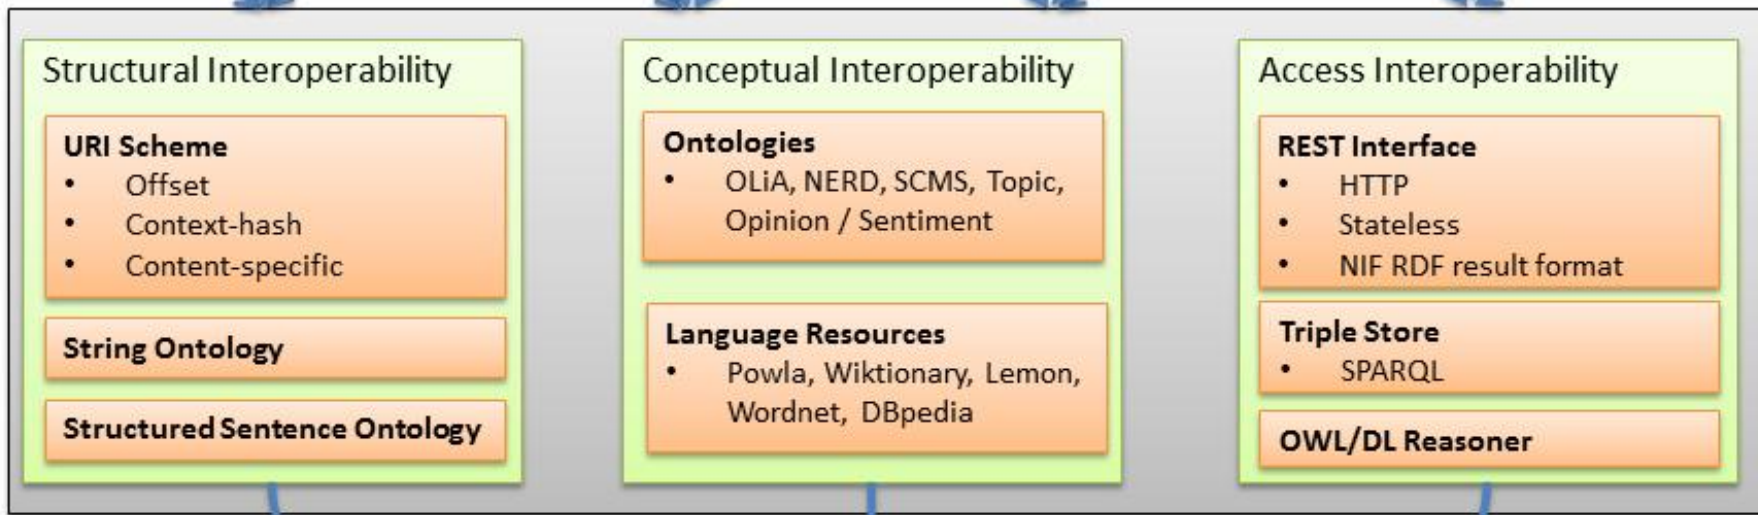 Structural Interoperability
URI Scheme
• Offset
• Context-hash
• Content-specific
String Ontology
Structured Sentence Ontology
Conceptual Interoperability
Ontologies
• OLiA, NERD, SCMS, Topic,
Opinion / Sentiment
Language Resources
• Powla, Wiktionary, Lemon,
Wordnet, DBpedia
Access Interoperability
REST Interface
• HTTP
• Stateless
• NIF RDF result format
Triple Store
• SPARQL
OWL/DL Reasoner